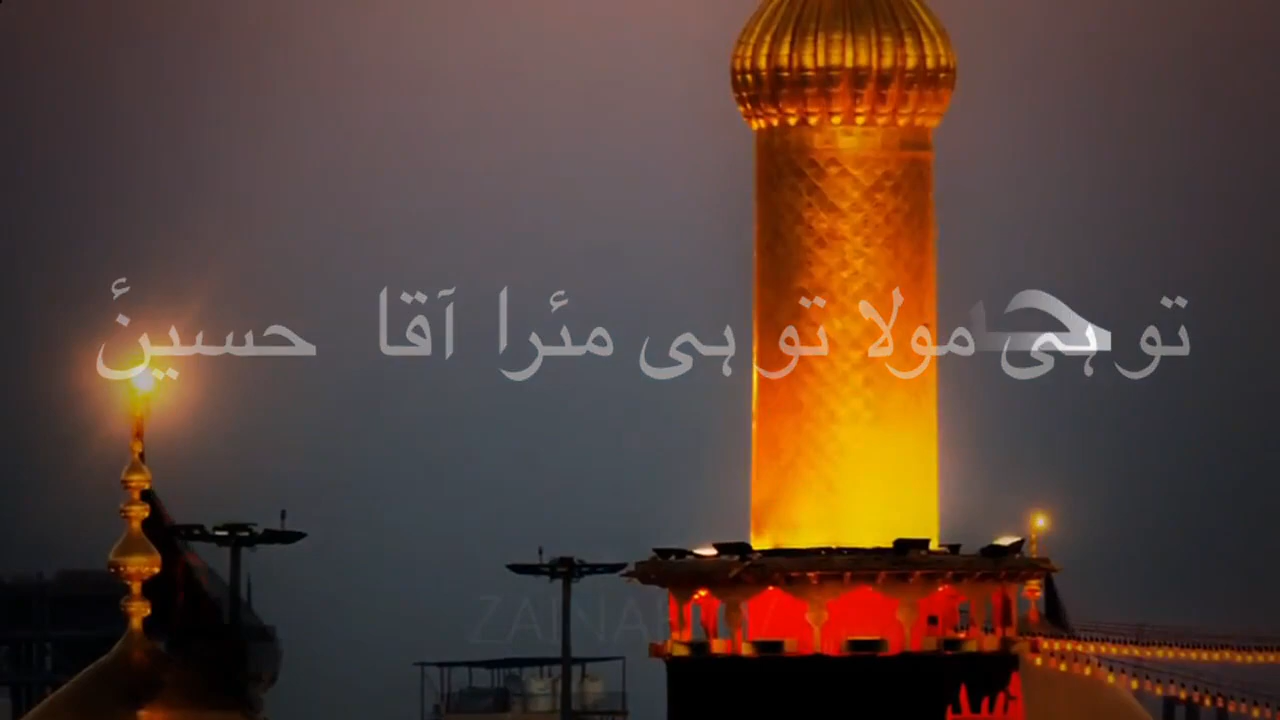 تو ہی مولا تو ہی مئرا آقا حسینؑ